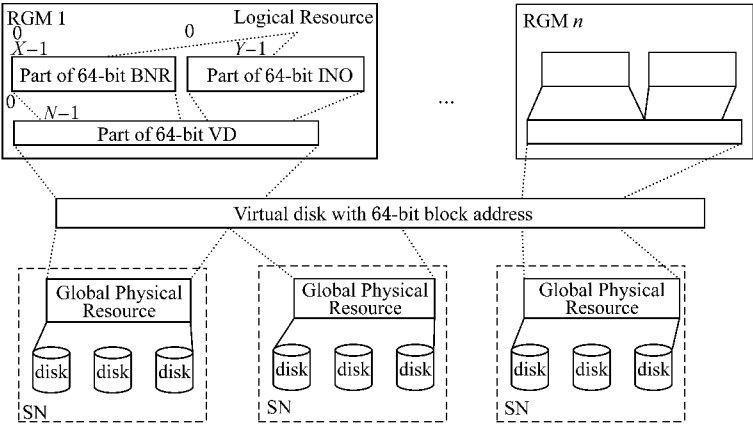 RGM 1
Logical Resource
RGM n
0
0
X−1
Y−1
Part of 64-bit BNR
Part of 64-bit INO
...
0
N−1
Part of 64-bit VD
Virtual disk with 64-bit block address
Global Physical
Resource
disk
disk
disk
SN
Global Physical
Resource
disk
disk
disk
SN
Global Physical
Resource
disk
disk
disk
SN